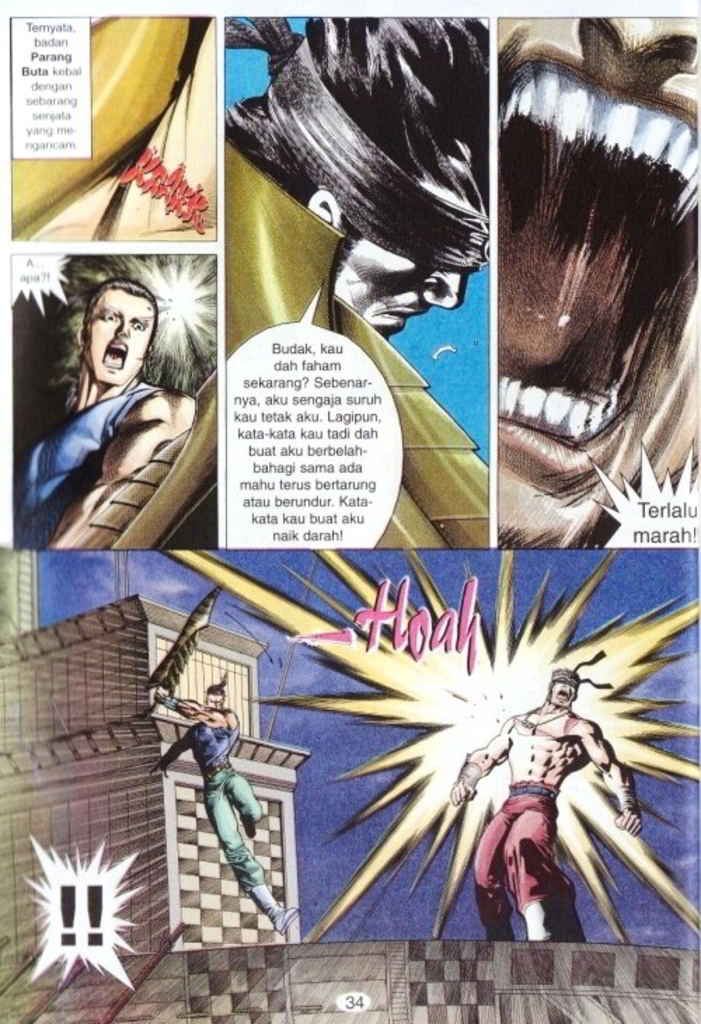 Ternyata,
badan
Parang
Buta kebal
dengan
sebarang
senjata
yang me-
ngancam.
A...
apa?!
Budak, kau
dah faham
sekarang? Sebenar-
nya, aku sengaja suruh
kau tetak aku. Lagipun,
kata-kata kau tadi dah
buat aku berbelah-
bahagi sama ada
mahu terus bertarung
atau berundur. Kata-
kata kau buat aku
naik darah!
Terlalu
marah!
Hoah
!!
34